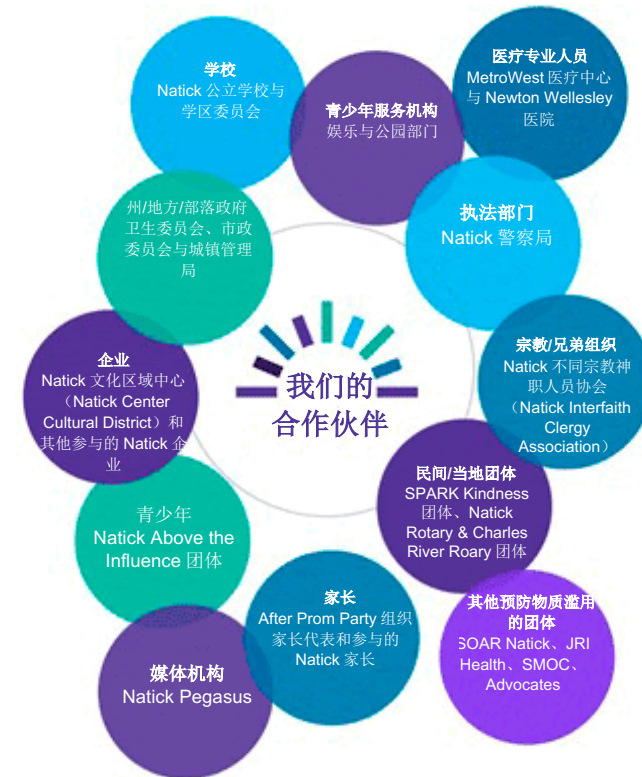 学校
Natick 公立学校与
学区委员会
青少年服务机构
娱乐与公园部门
医疗专业人员
MetroWest 医疗中心
与 Newton Wellesley
医院
州/地方/部落政府
卫生委员会、市政
委员会与城镇管理
局
执法部门
Natick 警察局
企业
Natick 文化区域中心
（Natick Center
Cultural District）和
其他参与的 Natick 企
业
我们的
合作伙伴
宗教/兄弟组织
Natick 不同宗教神
职人员协会
（Natick Interfaith
Clergy
Association）
青少年
Natick Above the
Influence 团体
民间/当地团体
SPARK Kindness
团体、Natick
Rotary & Charles
River Roary 团体
家长
After Prom Party 组织
家长代表和参与的
Natick 家长
其他预防物质滥用
的团体
SOAR Natick、JRI
Health、SMOC、
Advocates
媒体机构
Natick Pegasus